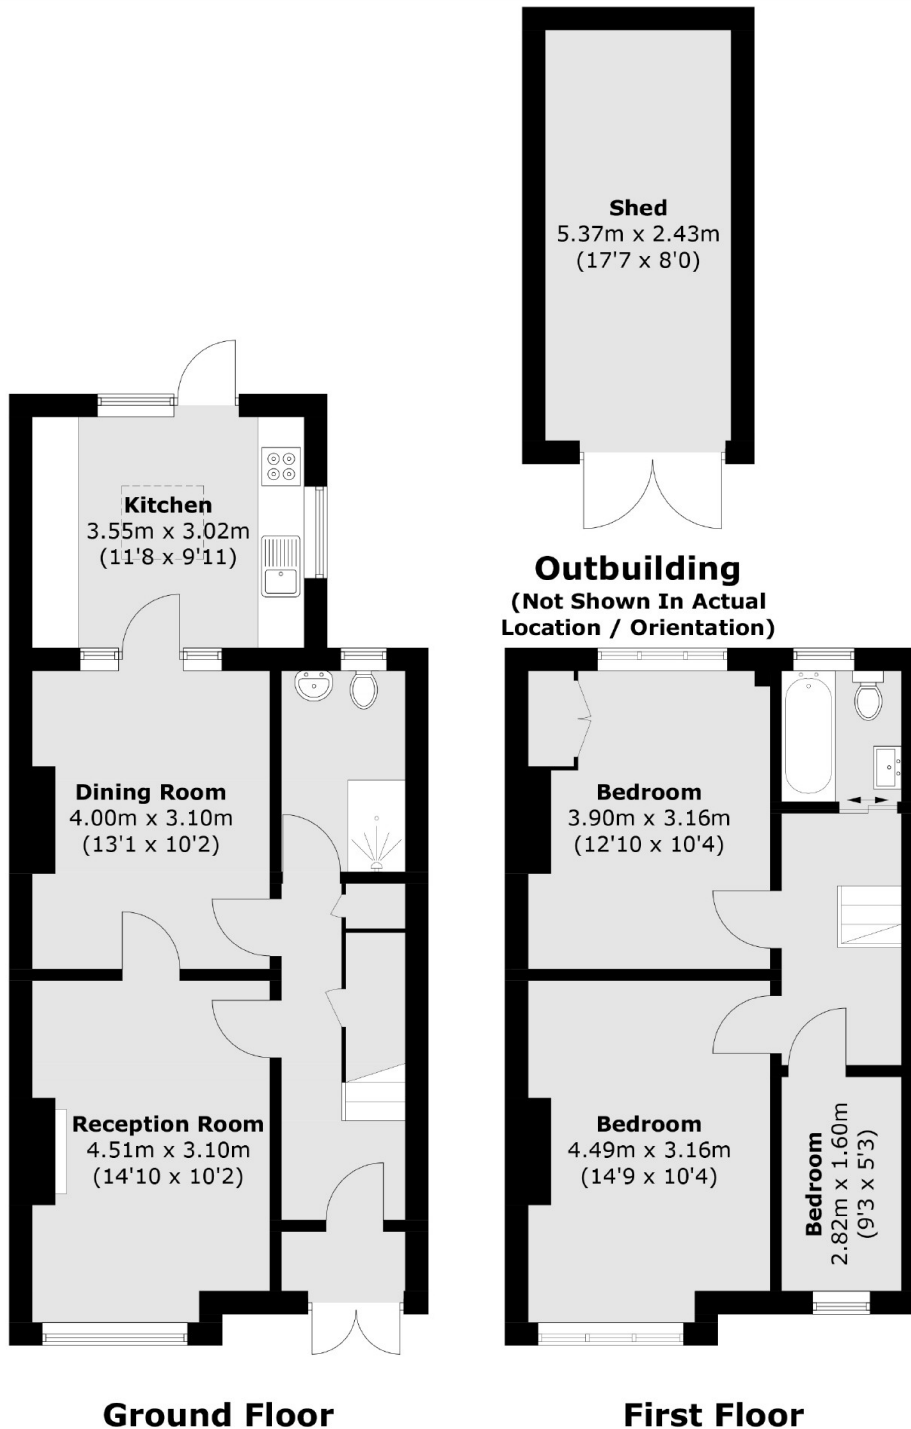 Shed
5.37m x 2.43m
(17'7 x 8'0)
Kitchen
3.55m x 3.02m
(11'8 x 9'11)
Outbuilding
(Not Shown In Actual
Location / Orientation)
Dining Room
4.00m x 3.10m
(13'1 x 10'2)
Bedroom
3.90m x 3.16m
(12'10 x 10'4)
Reception Room
4.51m x 3.10m
(14'10 x 10'2)
Bedroom
4.49m x 3.16m
(14'9 x 10'4)
Bedroom
2.82m x 1.60m
(9'3 x 5'3)
Ground Floor
First Floor